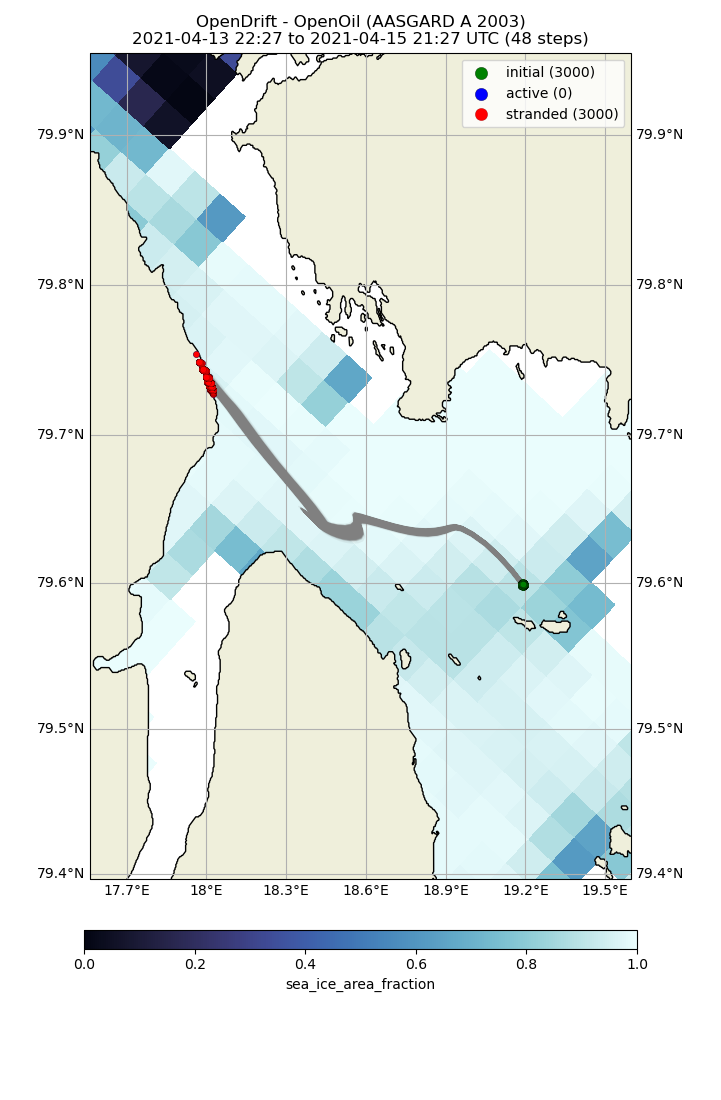 OpenDrift - OpenOil (AASGARD A 2003)
2021-04-13 22:27 to 2021-04-15 21:27 UTC (48 steps)
initial (3000)
active (0)
stranded (3000)
79.9°N 79.9°N
79.8°N 79.8°N
79.7°N 79.7°N
79.6°N 79.6°N
79.5°N 79.5°N
79.4°N 79.4°N
17.7°E 18°E 18.3°E 18.6°E 18.9°E 19.2°E 19.5°E
0.0 0.2 0.4 0.6 0.8 1.0
sea_ice_area_fraction